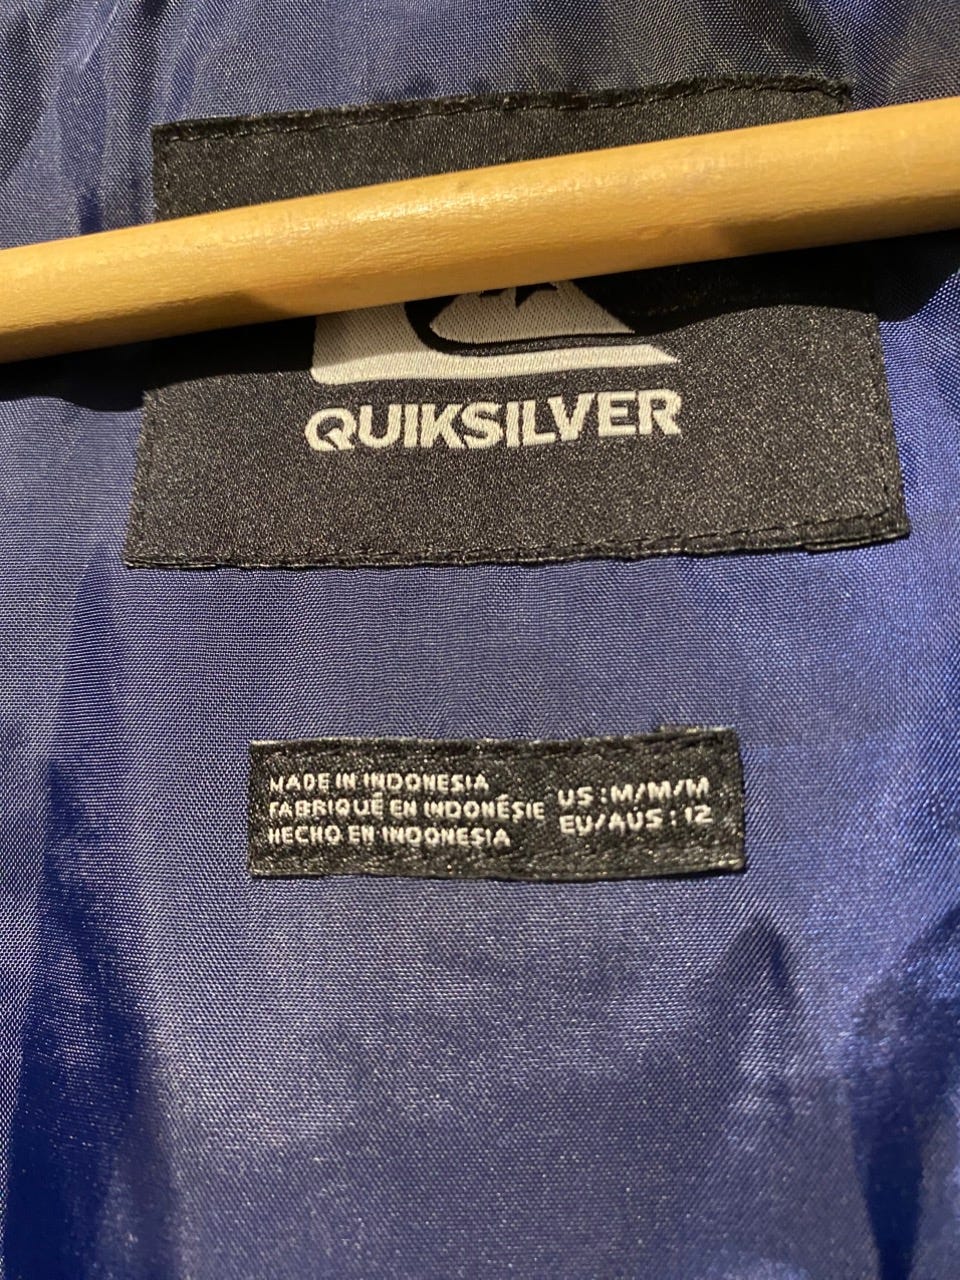 QUIKSILVER
MADE IN INDONESIA
FABRIQUÉ EN INDONÉSIE
HECHO EN INDONESIA
US : M/M/M
EU/AUS : 12